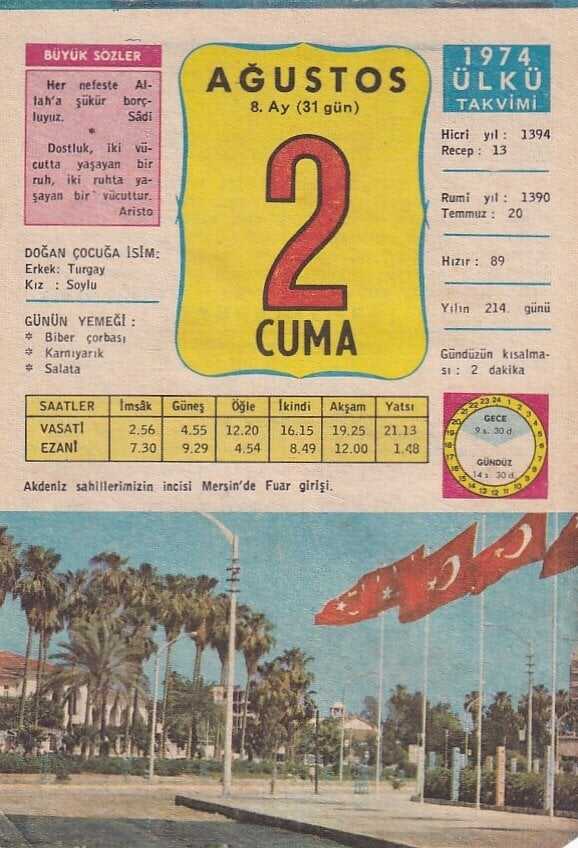 BÜYÜK SÖZLER
Her nefeste Al-
lah'a şükür borç-
luyuz. Sâdi
*
Dostluk, iki vü-
cutta yaşayan bir
ruh, iki ruhta ya-
şayan bir vücuttur.
Aristo
DOĞAN ÇOCUĞA İSİM:
Erkek: Turgay
Kız : Soylu
GÜNÜN YEMEĞİ :
* Biber çorbası
* Karnıyarık
* Salata
AĞUSTOS
8. Ay (31 gün)
2
CUMA
1974
ÜLKÜ
TAKVİMİ
Hicri yıl : 1394
Recep : 13
Rumi yıl : 1390
Temmuz : 20
Hızır : 89
Yılın 214. günü
Gündüzün kısalma-
sı : 2 dakika
SAATLER İmsâk Güneş Öğle İkindi Akşam Yatsı
VASATİ 2.56 4.55 12.20 16.15 19.25 21.13
EZANİ 7.30 9.29 4.54 8.49 12.00 1.48
GECE
9 s. 30 d.
GÜNDÜZ
14 s. 30 d.
Akdeniz sahillerimizin incisi Mersin'de Fuar girişi.